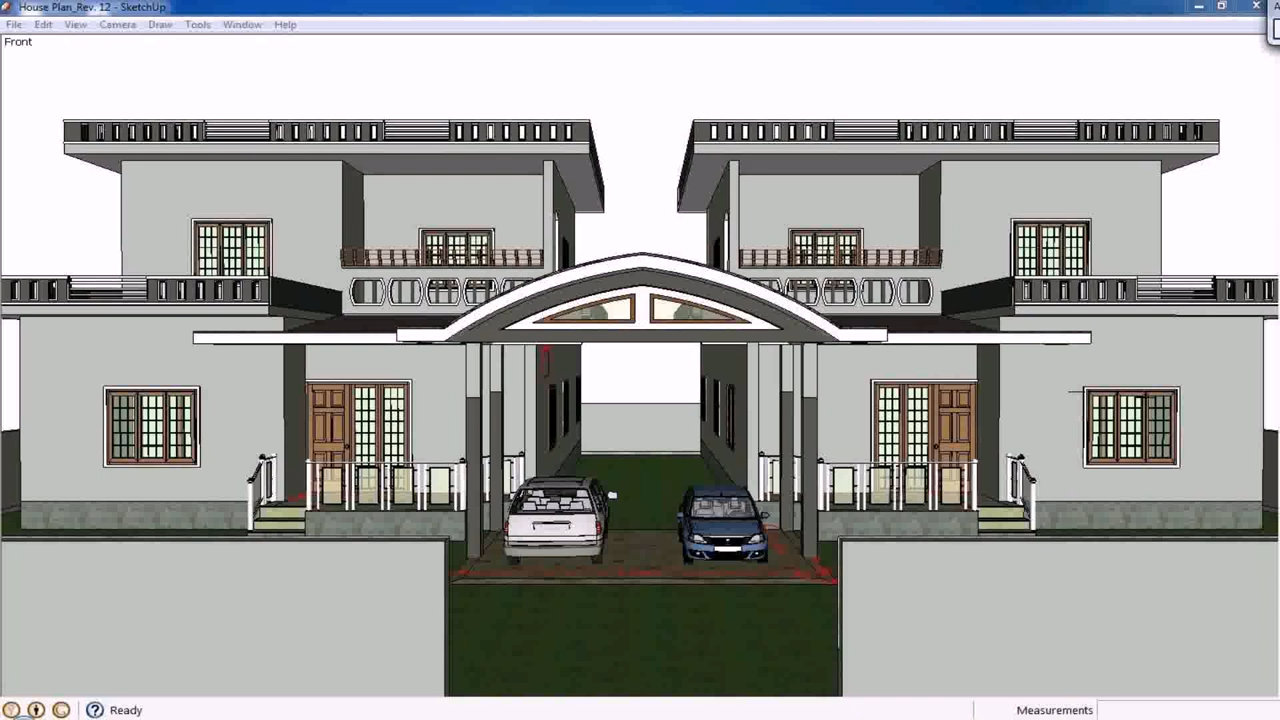 House Plan_Rev. 12 - SketchUp
File Edit View Camera Draw Tools Window Help
Front
Ready
Measurements